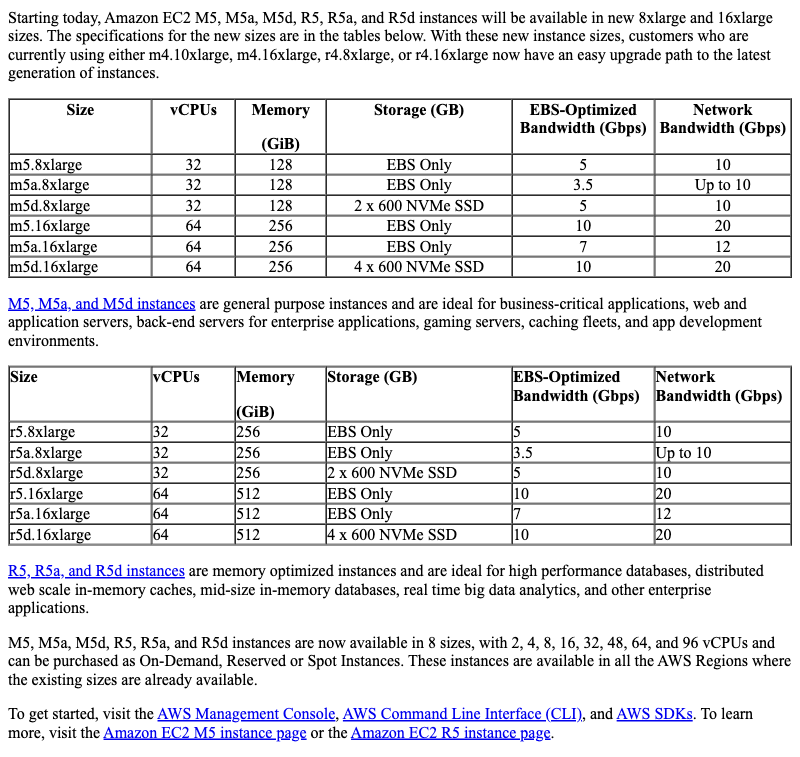 Starting today, Amazon EC2 M5, M5a, M5d, R5, R5a, and R5d instances will be available in new 8xlarge and 16xlarge
sizes. The specifications for the new sizes are in the tables below. With these new instance sizes, customers who are
currently using either m4.10xlarge, m4.16xlarge, r4.8xlarge, or r4.16xlarge now have an easy upgrade path to the latest
generation of instances.
Size vCPUs Memory (GiB) Storage (GB) EBS-Optimized Bandwidth (Gbps) Network Bandwidth (Gbps)
m5.8xlarge 32 128 EBS Only 5 10
m5a.8xlarge 32 128 EBS Only 3.5 Up to 10
m5d.8xlarge 32 128 2 x 600 NVMe SSD 5 10
m5.16xlarge 64 256 EBS Only 10 20
m5a.16xlarge 64 256 EBS Only 7 12
m5d.16xlarge 64 256 4 x 600 NVMe SSD 10 20
M5, M5a, and M5d instances are general purpose instances and are ideal for business-critical applications, web and
application servers, back-end servers for enterprise applications, gaming servers, caching fleets, and app development
environments.
Size vCPUs Memory (GiB) Storage (GB) EBS-Optimized Bandwidth (Gbps) Network Bandwidth (Gbps)
r5.8xlarge 32 256 EBS Only 5 10
r5a.8xlarge 32 256 EBS Only 3.5 Up to 10
r5d.8xlarge 32 256 2 x 600 NVMe SSD 5 10
r5.16xlarge 64 512 EBS Only 10 20
r5a.16xlarge 64 512 EBS Only 7 12
r5d.16xlarge 64 512 4 x 600 NVMe SSD 10 20
R5, R5a, and R5d instances are memory optimized instances and are ideal for high performance databases, distributed
web scale in-memory caches, mid-size in-memory databases, real time big data analytics, and other enterprise
applications.
M5, M5a, M5d, R5, R5a, and R5d instances are now available in 8 sizes, with 2, 4, 8, 16, 32, 48, 64, and 96 vCPUs and
can be purchased as On-Demand, Reserved or Spot Instances. These instances are available in all the AWS Regions where
the existing sizes are already available.
To get started, visit the AWS Management Console, AWS Command Line Interface (CLI), and AWS SDKs. To learn
more, visit the Amazon EC2 M5 instance page or the Amazon EC2 R5 instance page.